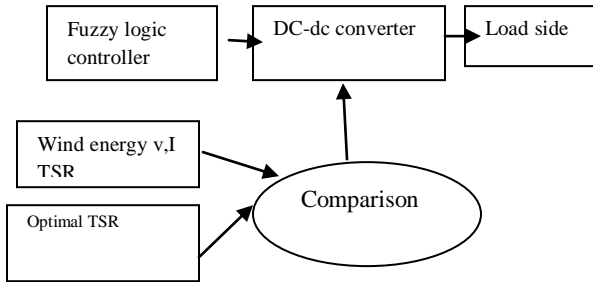 Fuzzy logic
controller
DC-dc converter
Load side
Wind energy v,I
TSR
Comparison
Optimal TSR